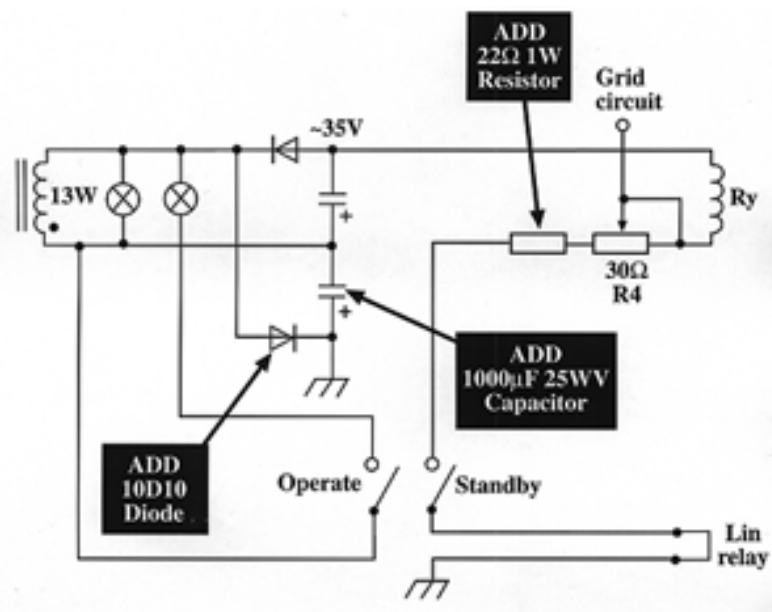 ADD
22Ω 1W
Resistor
Grid
circuit
~35V
13W
+
Ry
30Ω
R4
+
ADD
1000μF 25WV
Capacitor
ADD
10D10
Diode
Operate
Standby
Lin
relay